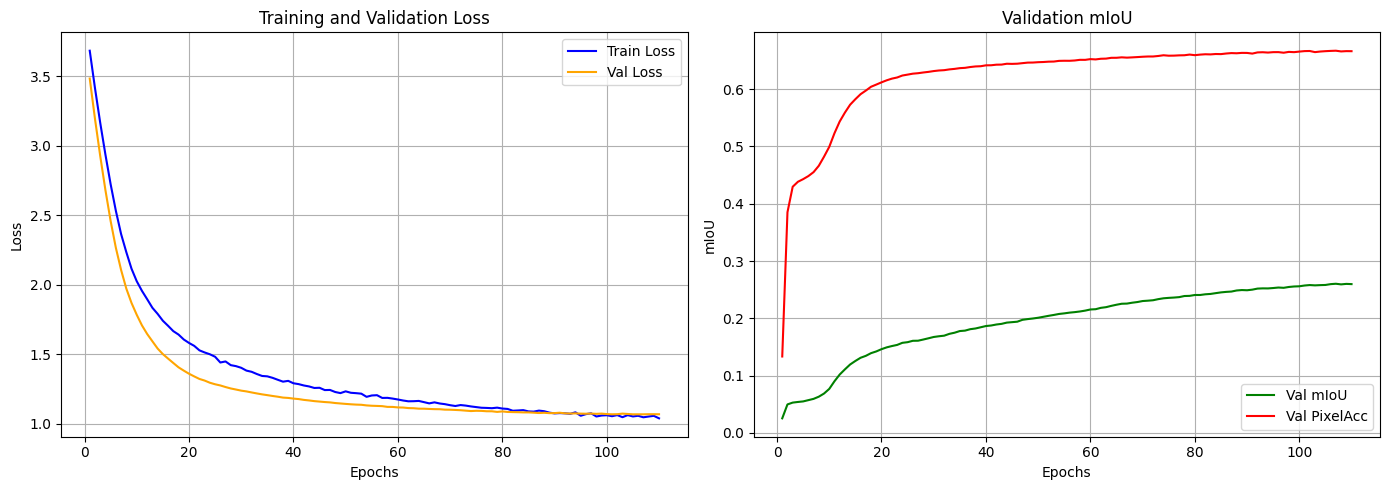 Training and Validation Loss
Train Loss
Val Loss
3.5
3.0
2.5
2.0
1.5
1.0
Loss
0 20 40 60 80 100
Epochs
Validation mIoU
0.6
0.5
0.4
0.3
0.2
0.1
0.0
mIoU
Val mIoU
Val PixelAcc
0 20 40 60 80 100
Epochs